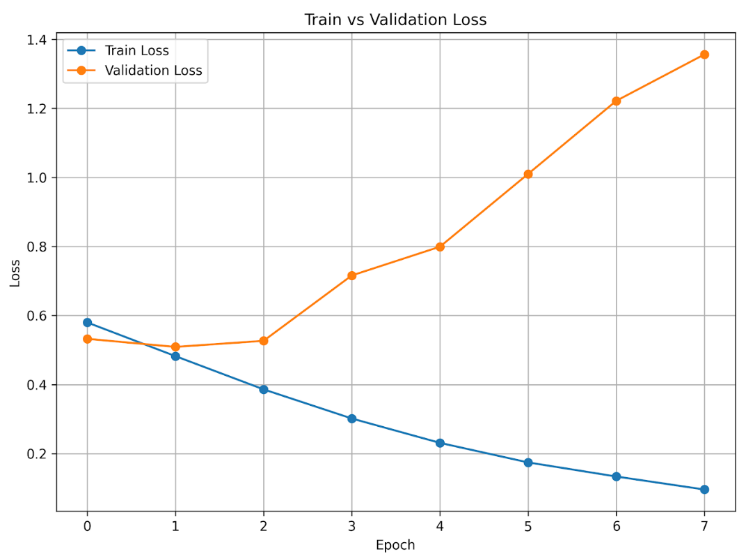 Train vs Validation Loss
Train Loss
Validation Loss
1.4
1.2
1.0
0.8
0.6
0.4
0.2
Loss
0 1 2 3 4 5 6 7
Epoch